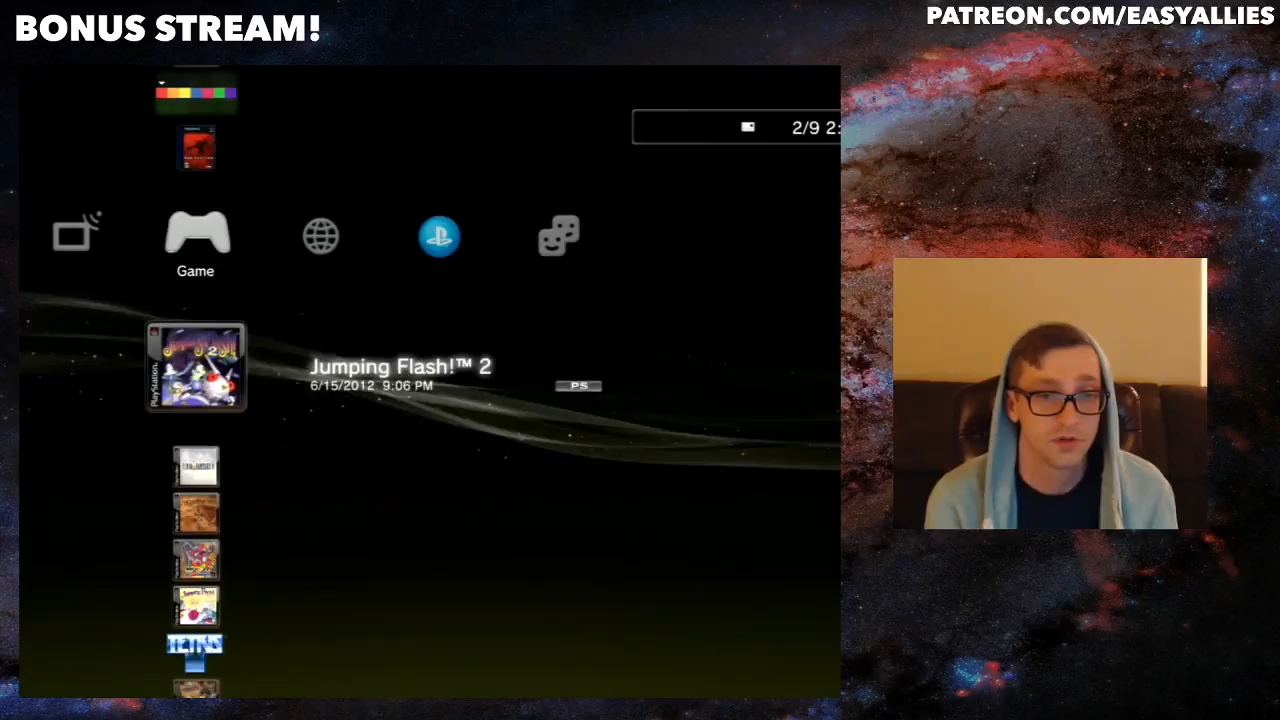 BONUS STREAM!
PATREON.COM/EASYALLIES
2/9 2:
Game
Jumping Flash!™ 2
6/15/2012 9:06 PM
PS
PlayStation
TETRIS